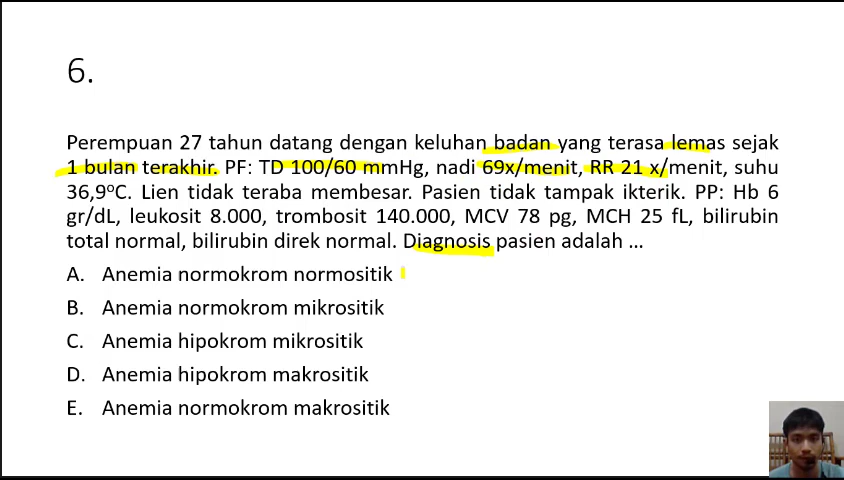 6.
Perempuan 27 tahun datang dengan keluhan badan yang terasa lemas sejak
1 bulan terakhir. PF: TD 100/60 mmHg, nadi 69x/menit, RR 21 x/menit, suhu
36,9ºC. Lien tidak teraba membesar. Pasien tidak tampak ikterik. PP: Hb 6
gr/dL, leukosit 8.000, trombosit 140.000, MCV 78 pg, MCH 25 fL, bilirubin
total normal, bilirubin direk normal. Diagnosis pasien adalah ...
A. Anemia normokrom normositik
B. Anemia normokrom mikrositik
C. Anemia hipokrom mikrositik
D. Anemia hipokrom makrositik
E. Anemia normokrom makrositik